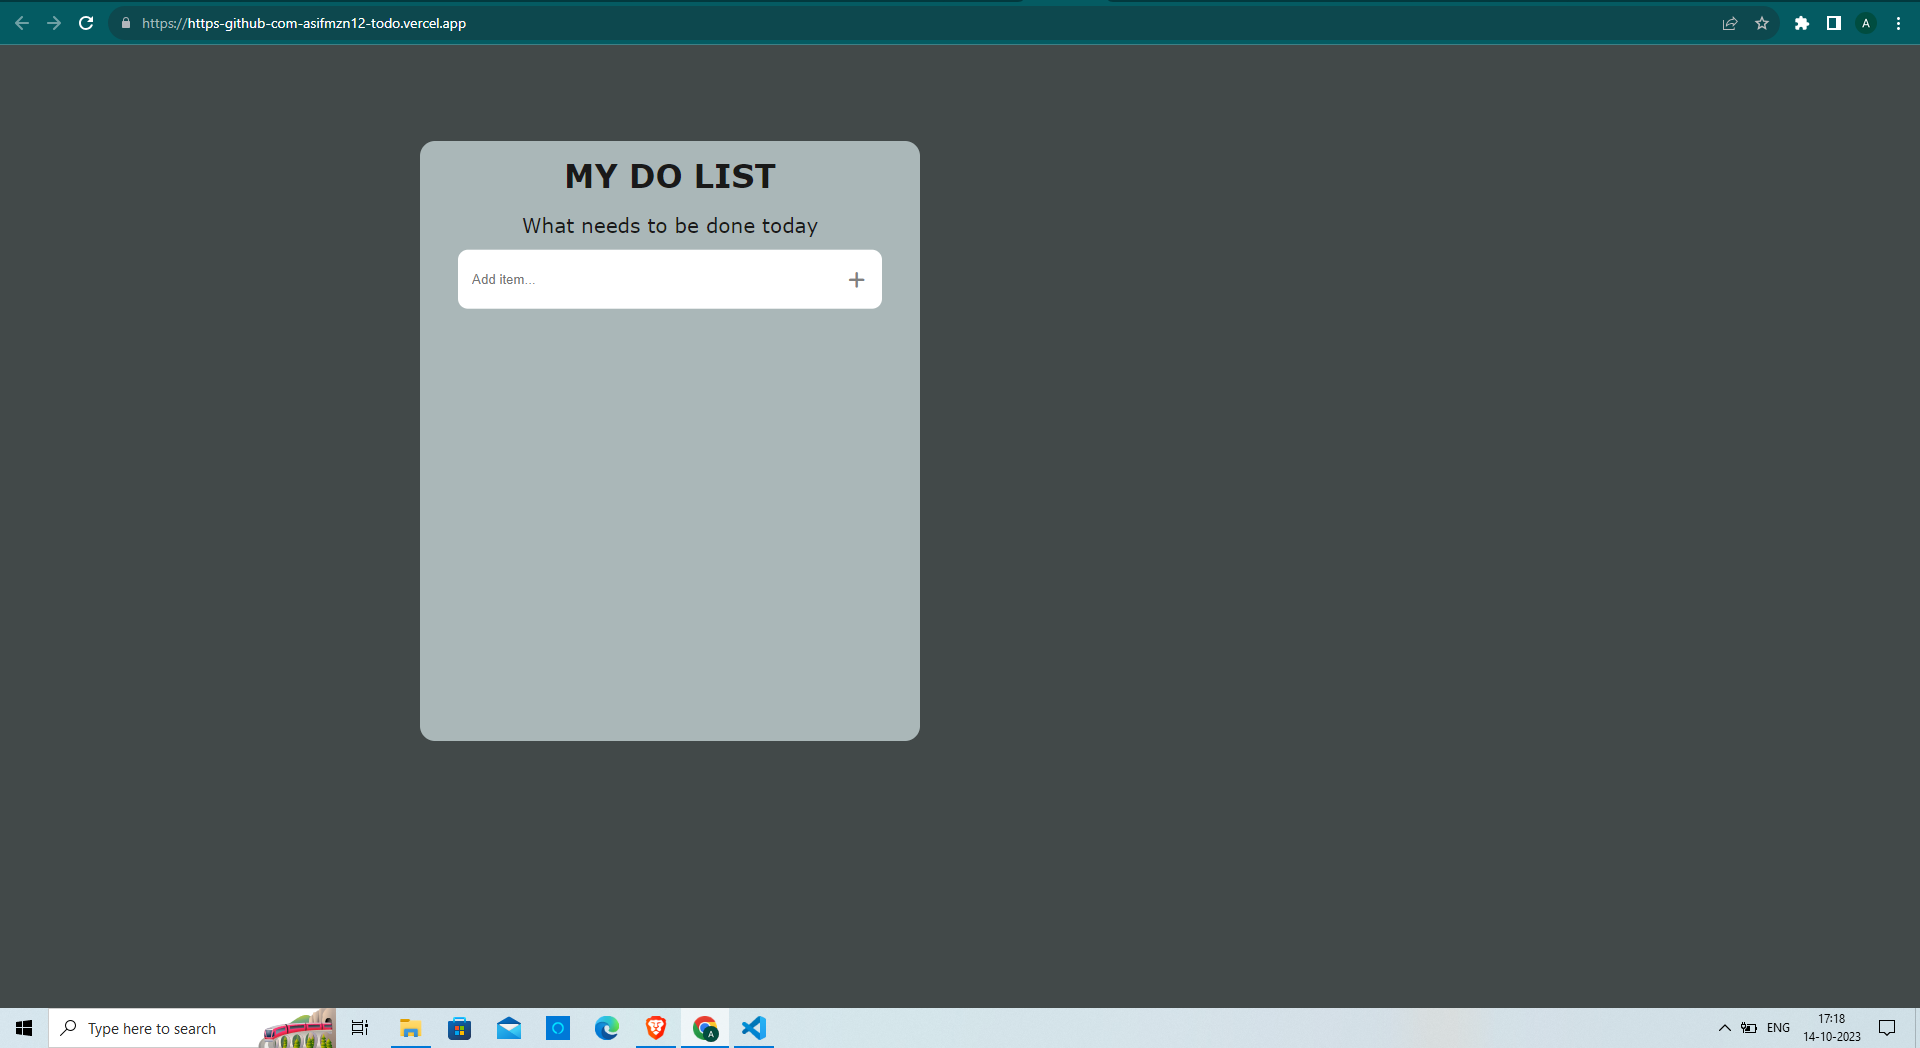 https://https-github-com-asifmzn12-todo.vercel.app
A
MY DO LIST
What needs to be done today
Add item...
Type here to search
A
ENG
17:18
14-10-2023